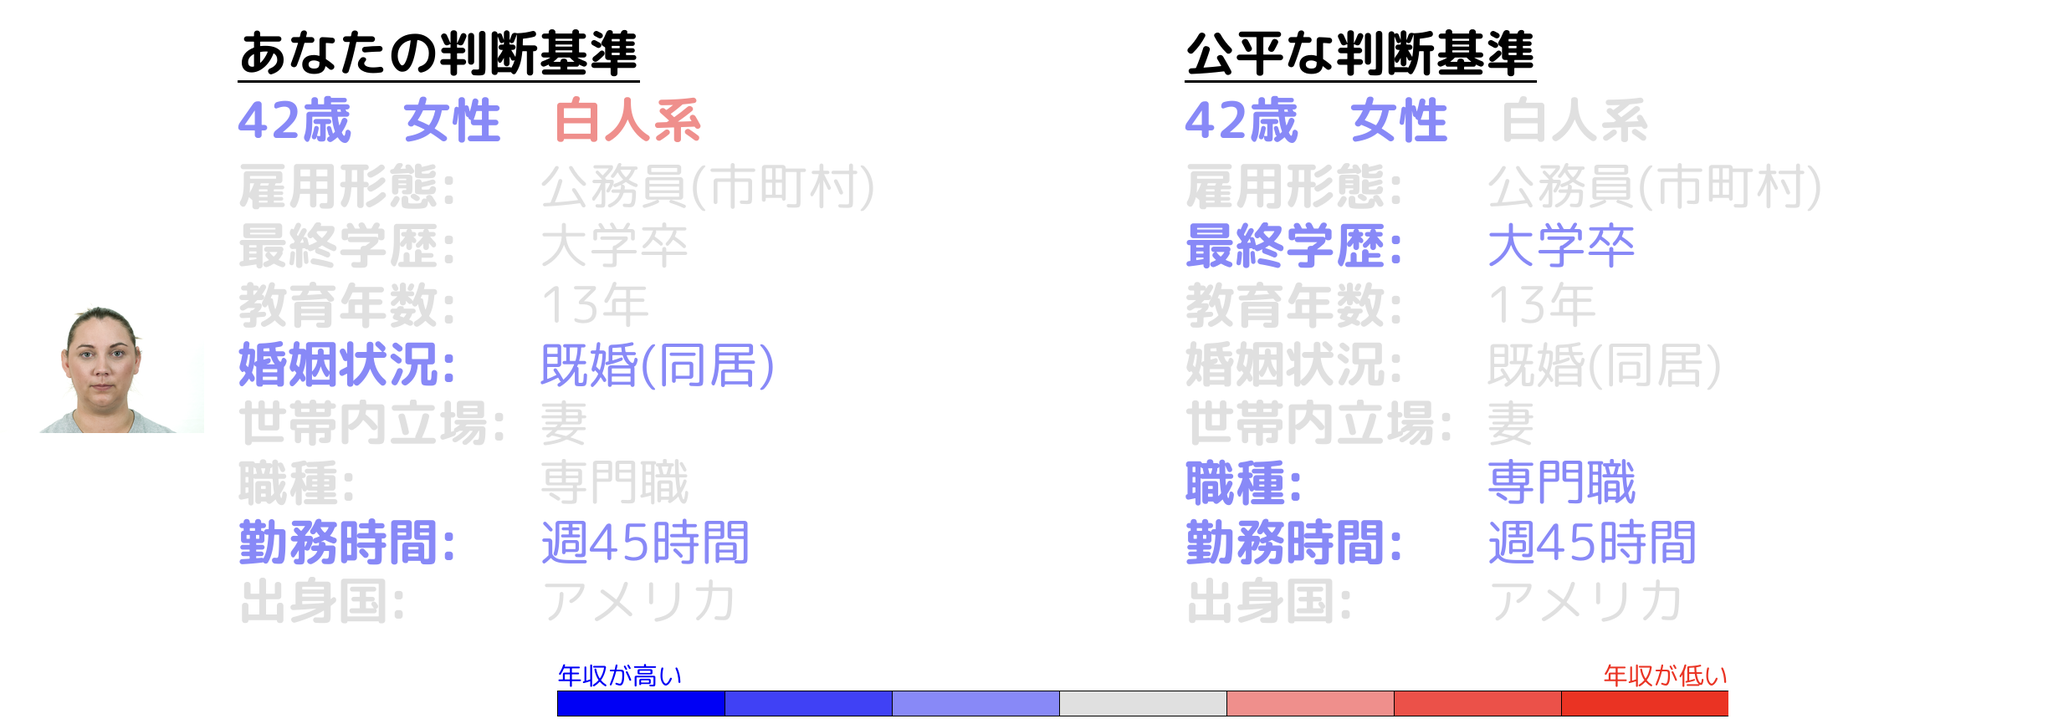 あなたの判断基準
42歳 女性 白人系
雇用形態: 公務員(市町村)
最終学歴: 大学卒
教育年数: 13年
婚姻状況: 既婚(同居)
世帯内立場: 妻
職種: 専門職
勤務時間: 週45時間
出身国: アメリカ
公平な判断基準
42歳 女性 白人系
雇用形態: 公務員(市町村)
最終学歴: 大学卒
教育年数: 13年
婚姻状況: 既婚(同居)
世帯内立場: 妻
職種: 専門職
勤務時間: 週45時間
出身国: アメリカ
年収が高い 年収が低い